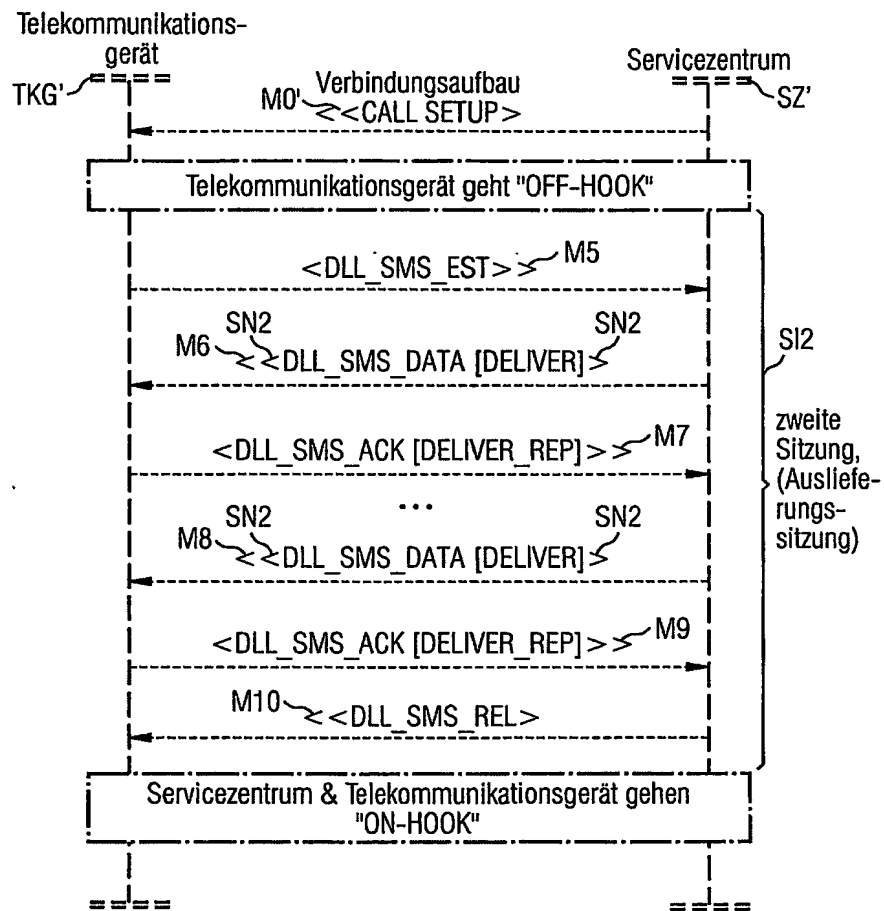 Telekommunikations-
gerät
Servicezentrum
TKG'
SZ'
Verbindungsaufbau
M0'
<<CALL SETUP>
Telekommunikationsgerät geht "OFF-HOOK"
<DLL_SMS_EST>>
M5
SN2
SN2
M6
<<DLL_SMS_DATA [DELIVER]>
SI2
zweite
Sitzung,
(Ausliefe-
rungs-
sitzung)
<DLL_SMS_ACK [DELIVER_REP]>>
M7
...
SN2
SN2
M8
<<DLL_SMS_DATA [DELIVER]>
<DLL_SMS_ACK [DELIVER_REP]>>
M9
M10
<<DLL_SMS_REL>
Servicezentrum & Telekommunikationsgerät gehen
"ON-HOOK"